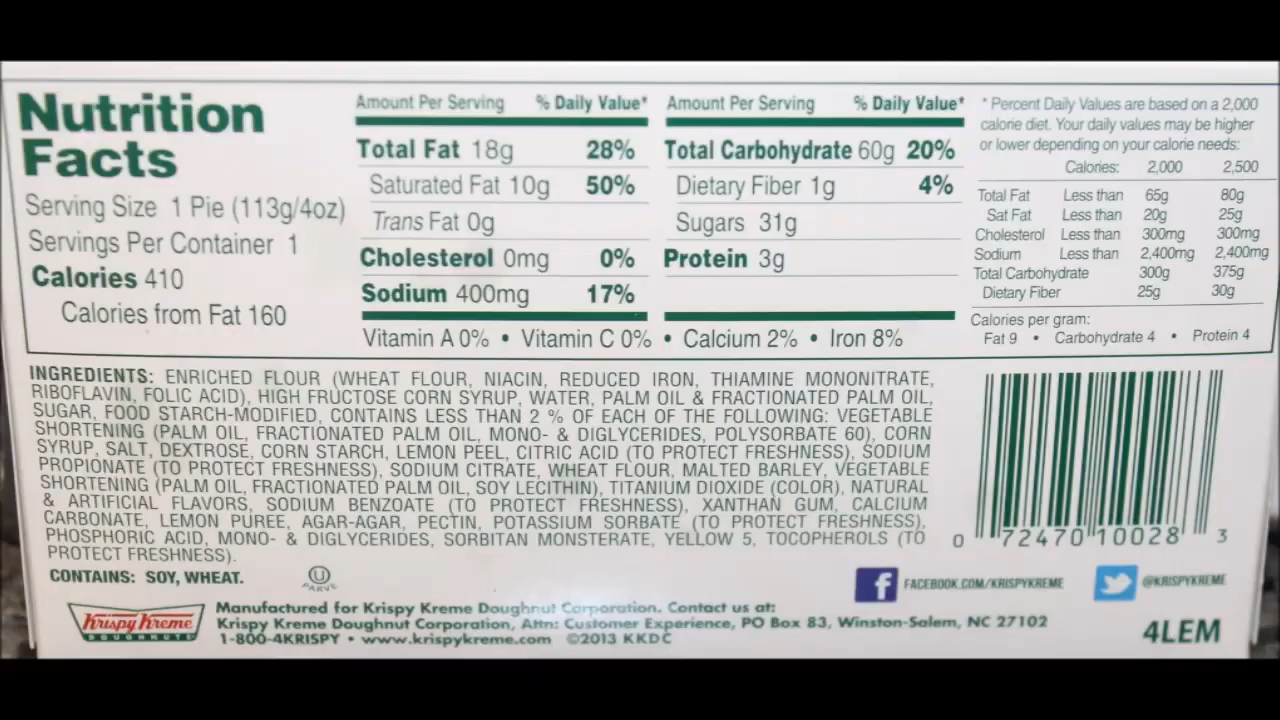 Nutrition
Facts
Serving Size 1 Pie (113g/4oz)
Servings Per Container 1
Calories 410
Calories from Fat 160
Amount Per Serving % Daily Value*
Total Fat 18g 28%
Saturated Fat 10g 50%
Trans Fat 0g
Cholesterol 0mg 0%
Sodium 400mg 17%
Amount Per Serving % Daily Value*
Total Carbohydrate 60g 20%
Dietary Fiber 1g 4%
Sugars 31g
Protein 3g
Vitamin A 0% • Vitamin C 0% • Calcium 2% • Iron 8%
* Percent Daily Values are based on a 2,000
calorie diet. Your daily values may be higher
or lower depending on your calorie needs:
Calories: 2,000 2,500
Total Fat Less than 65g 80g
Sat Fat Less than 20g 25g
Cholesterol Less than 300mg 300mg
Sodium Less than 2,400mg 2,400mg
Total Carbohydrate 300g 375g
Dietary Fiber 25g 30g
Calories per gram:
Fat 9 • Carbohydrate 4 • Protein 4
INGREDIENTS: ENRICHED FLOUR (WHEAT FLOUR, NIACIN, REDUCED IRON, THIAMINE MONONITRATE,
RIBOFLAVIN, FOLIC ACID), HIGH FRUCTOSE CORN SYRUP, WATER, PALM OIL & FRACTIONATED PALM OIL,
SUGAR, FOOD STARCH-MODIFIED, CONTAINS LESS THAN 2 % OF EACH OF THE FOLLOWING: VEGETABLE
SHORTENING (PALM OIL, FRACTIONATED PALM OIL, MONO- & DIGLYCERIDES, POLYSORBATE 60), CORN
SYRUP, SALT, DEXTROSE, CORN STARCH, LEMON PEEL, CITRIC ACID (TO PROTECT FRESHNESS), SODIUM
PROPIONATE (TO PROTECT FRESHNESS), SODIUM CITRATE, WHEAT FLOUR, MALTED BARLEY, VEGETABLE
SHORTENING (PALM OIL, FRACTIONATED PALM OIL, SOY LECITHIN), TITANIUM DIOXIDE (COLOR), NATURAL
& ARTIFICIAL FLAVORS, SODIUM BENZOATE (TO PROTECT FRESHNESS), XANTHAN GUM, CALCIUM
CARBONATE, LEMON PUREE, AGAR-AGAR, PECTIN, POTASSIUM SORBATE (TO PROTECT FRESHNESS),
PHOSPHORIC ACID, MONO- & DIGLYCERIDES, SORBITAN MONSTERATE, YELLOW 5, TOCOPHEROLS (TO
PROTECT FRESHNESS).
CONTAINS: SOY, WHEAT.
U
PARVE
0 72470 10028 3
f FACEBOOK.COM/KRISPYKREME
@KRISPYKREME
Krispy Kreme
DOUGHNUTS
Manufactured for Krispy Kreme Doughnut Corporation. Contact us at:
Krispy Kreme Doughnut Corporation, Attn: Customer Experience, PO Box 83, Winston-Salem, NC 27102
1-800-4KRISPY • www.krispykreme.com ©2013 KKDC
4LEM